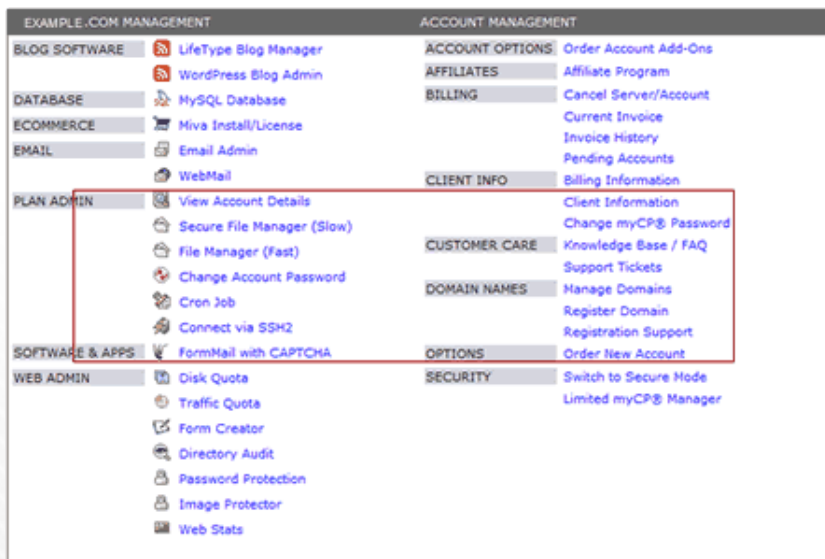 EXAMPLE.COM MANAGEMENT
BLOG SOFTWARE LifeType Blog Manager
WordPress Blog Admin
DATABASE MySQL Database
ECOMMERCE Miva Install/License
EMAIL Email Admin
WebMail
PLAN ADMIN View Account Details
Secure File Manager (Slow)
File Manager (Fast)
Change Account Password
Cron Job
Connect via SSH2
SOFTWARE & APPS FormMail with CAPTCHA
WEB ADMIN Disk Quota
Traffic Quota
Form Creator
Directory Audit
Password Protection
Image Protector
Web Stats
ACCOUNT MANAGEMENT
ACCOUNT OPTIONS Order Account Add-Ons
AFFILIATES Affiliate Program
BILLING Cancel Server/Account
Current Invoice
Invoice History
Pending Accounts
CLIENT INFO Billing Information
Client Information
Change myCP® Password
CUSTOMER CARE Knowledge Base / FAQ
Support Tickets
DOMAIN NAMES Manage Domains
Register Domain
Registration Support
OPTIONS Order New Account
SECURITY Switch to Secure Mode
Limited myCP® Manager